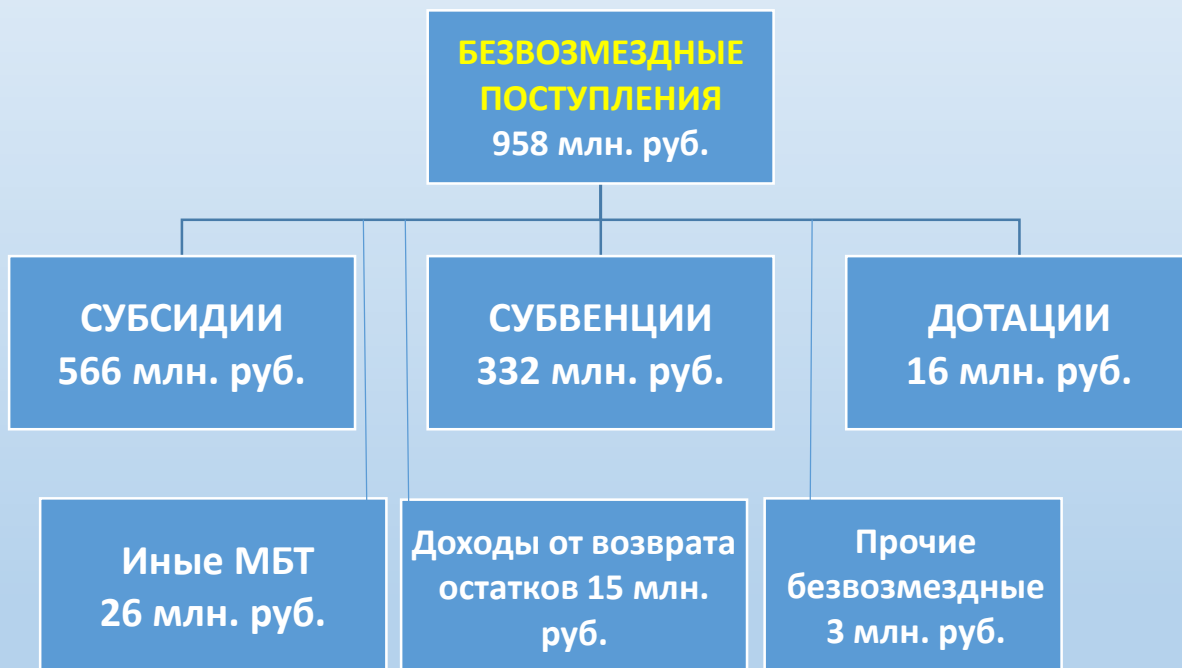 БЕЗВОЗМЕЗДНЫЕ
ПОСТУПЛЕНИЯ
958 млн. руб.
СУБСИДИИ
566 млн. руб.
СУБВЕНЦИИ
332 млн. руб.
ДОТАЦИИ
16 млн. руб.
Иные МБТ
26 млн. руб.
Доходы от возврата
остатков 15 млн.
руб.
Прочие
безвозмездные
3 млн. руб.